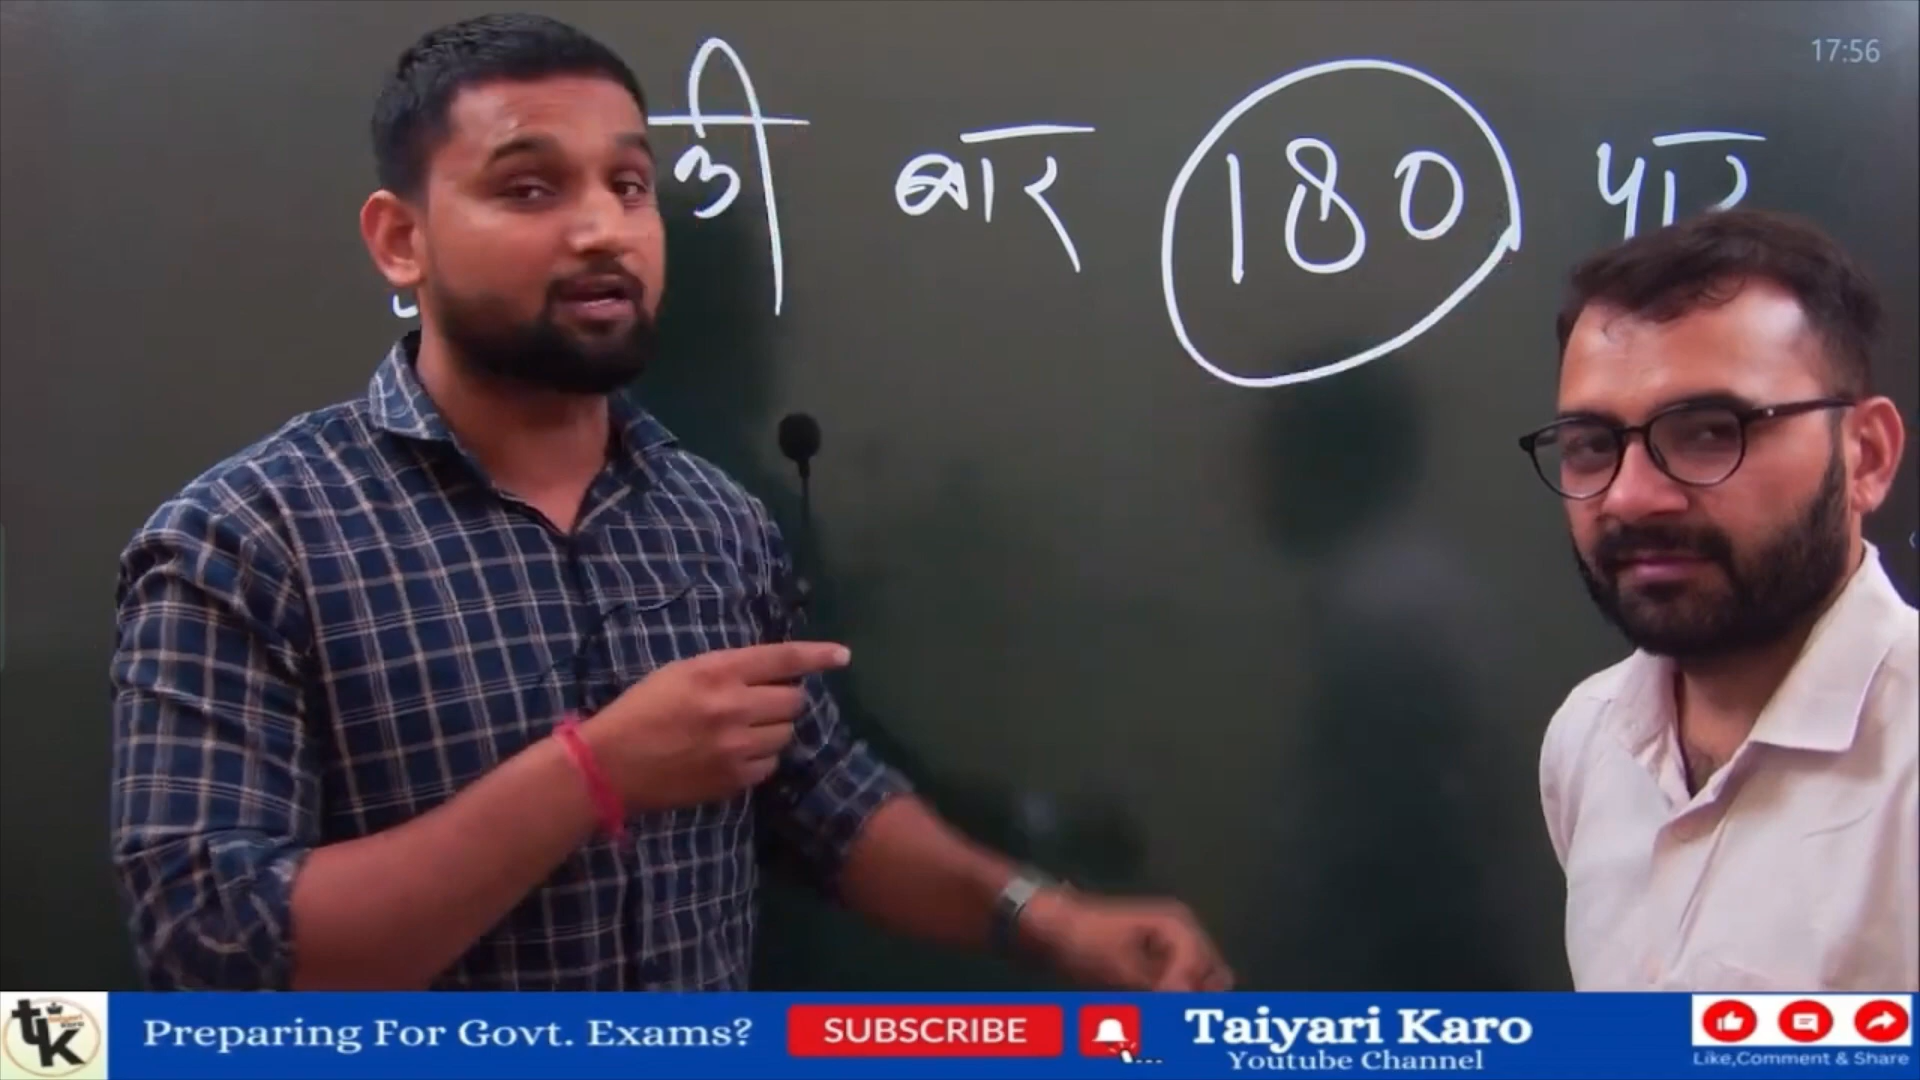 17:56
की बार 180 पार
Preparing For Govt. Exams? SUBSCRIBE Taiyari Karo
Youtube Channel
Like,Comment & Share